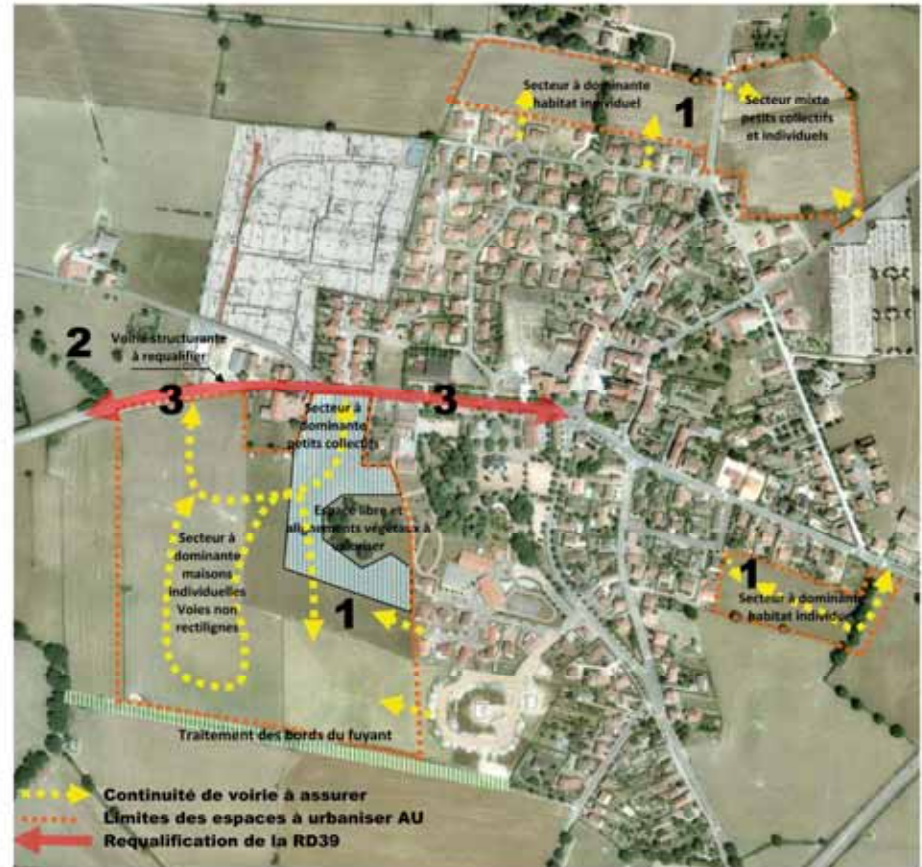 Secteur à dominante
habitat individuel
1
Secteur mixte
petits collectifs
et individuels
2
Voirie structurante
à requalifier
3
3
Secteur à
dominante
petits collectifs
Espace libre et
alignements végétaux à
valoriser
Secteur à
dominante
maisons
individuelles
Voies non
rectilignes
1
1
Secteur à dominante
habitat individuel
Traitement des bords du fuyant
Continuité de voirie à assurer
Limites des espaces à urbaniser AU
Requalification de la RD39